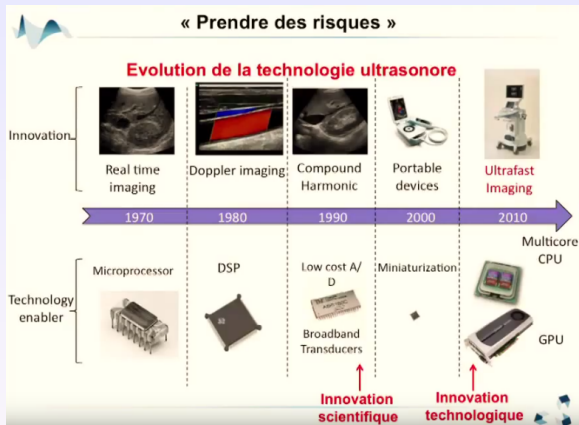 « Prendre des risques »
Evolution de la technologie ultrasonore
Innovation
Real time
imaging
Doppler imaging
Compound
Harmonic
Portable
devices
Ultrafast
Imaging
1970
1980
1990
2000
2010
Technology
enabler
Microprocessor
DSP
Low cost A/
D
Broadband
Transducers
Miniaturization
Multicore
CPU
GPU
Innovation
scientifique
Innovation
technologique